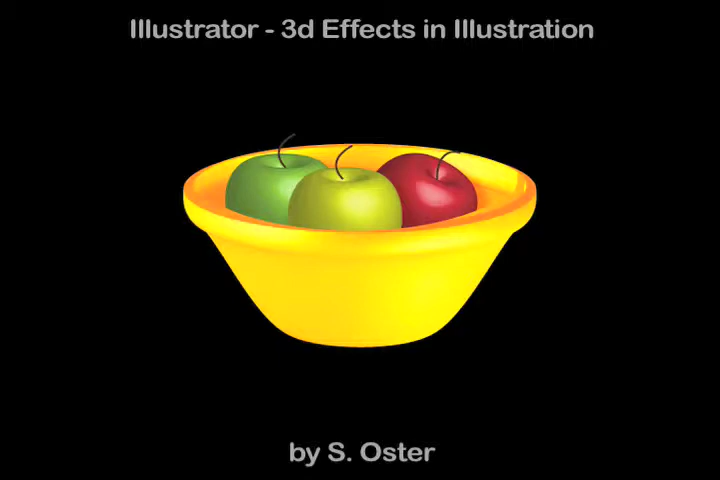 Illustrator - 3d Effects in Illustration
by S. Oster